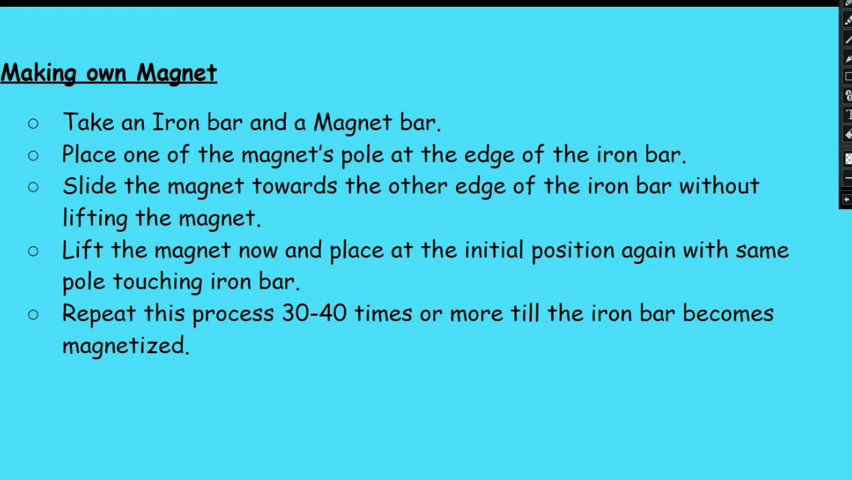 Making own Magnet
○ Take an Iron bar and a Magnet bar.
○ Place one of the magnet's pole at the edge of the iron bar.
○ Slide the magnet towards the other edge of the iron bar without
lifting the magnet.
○ Lift the magnet now and place at the initial position again with same
pole touching iron bar.
○ Repeat this process 30-40 times or more till the iron bar becomes
magnetized.